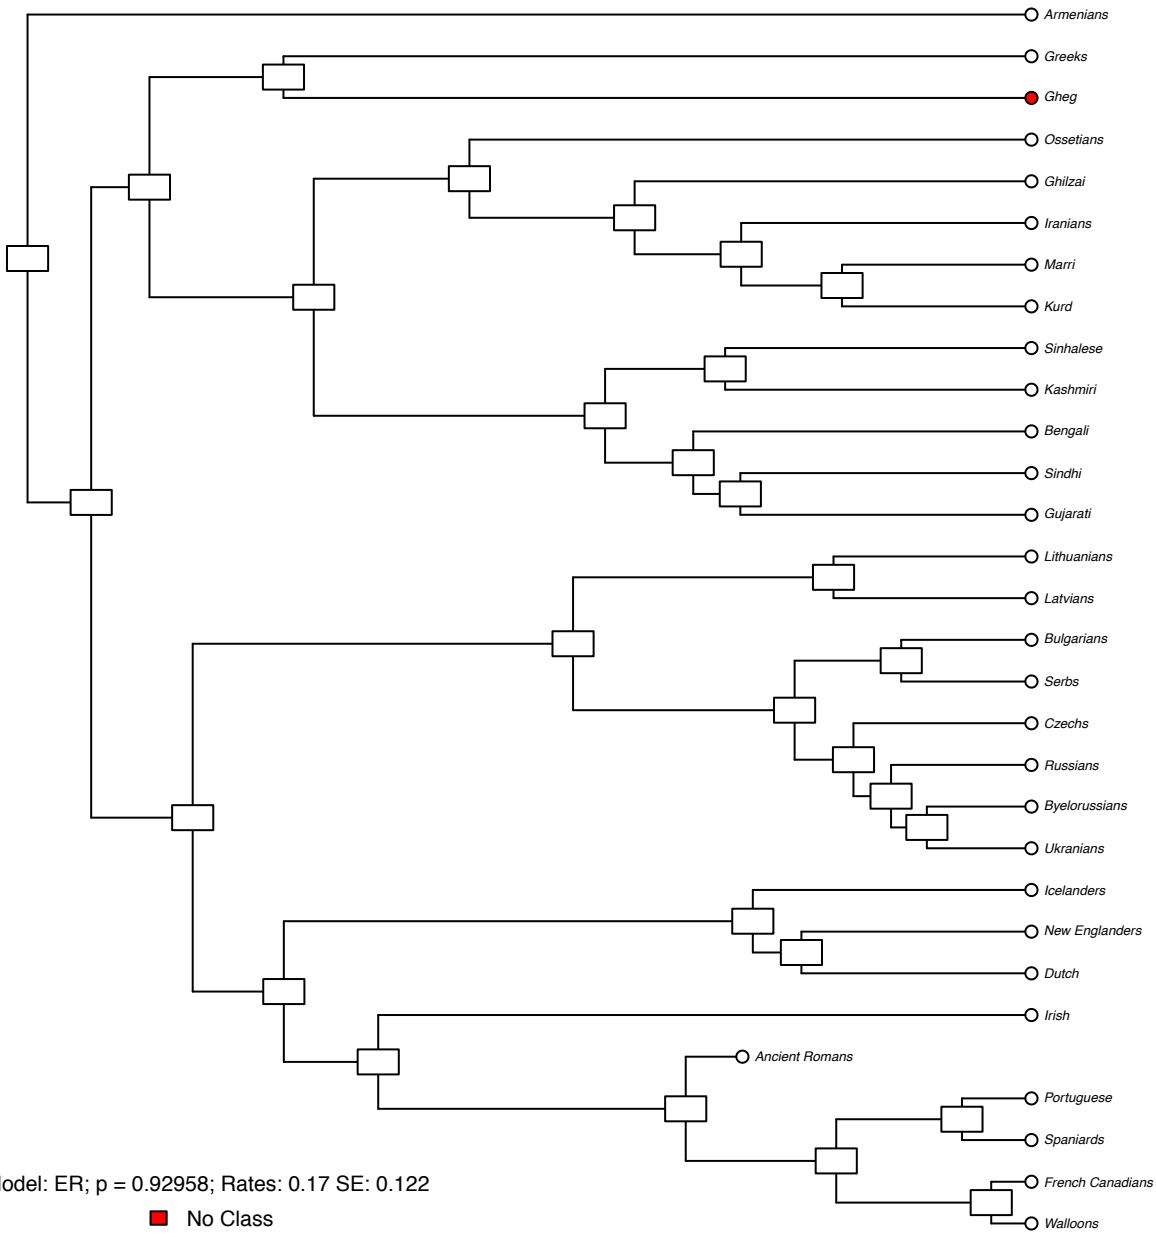 Armenians
Greeks
Gheg
Ossetians
Ghilzai
Iranians
Marri
Kurd
Sinhalese
Kashmiri
Bengali
Sindhi
Gujarati
Lithuanians
Latvians
Bulgarians
Serbs
Czechs
Russians
Byelorussians
Ukranians
Icelanders
New Englanders
Dutch
Irish
Ancient Romans
Portuguese
Spaniards
French Canadians
Walloons
odel: ER; p = 0.92958; Rates: 0.17 SE: 0.122
No Class